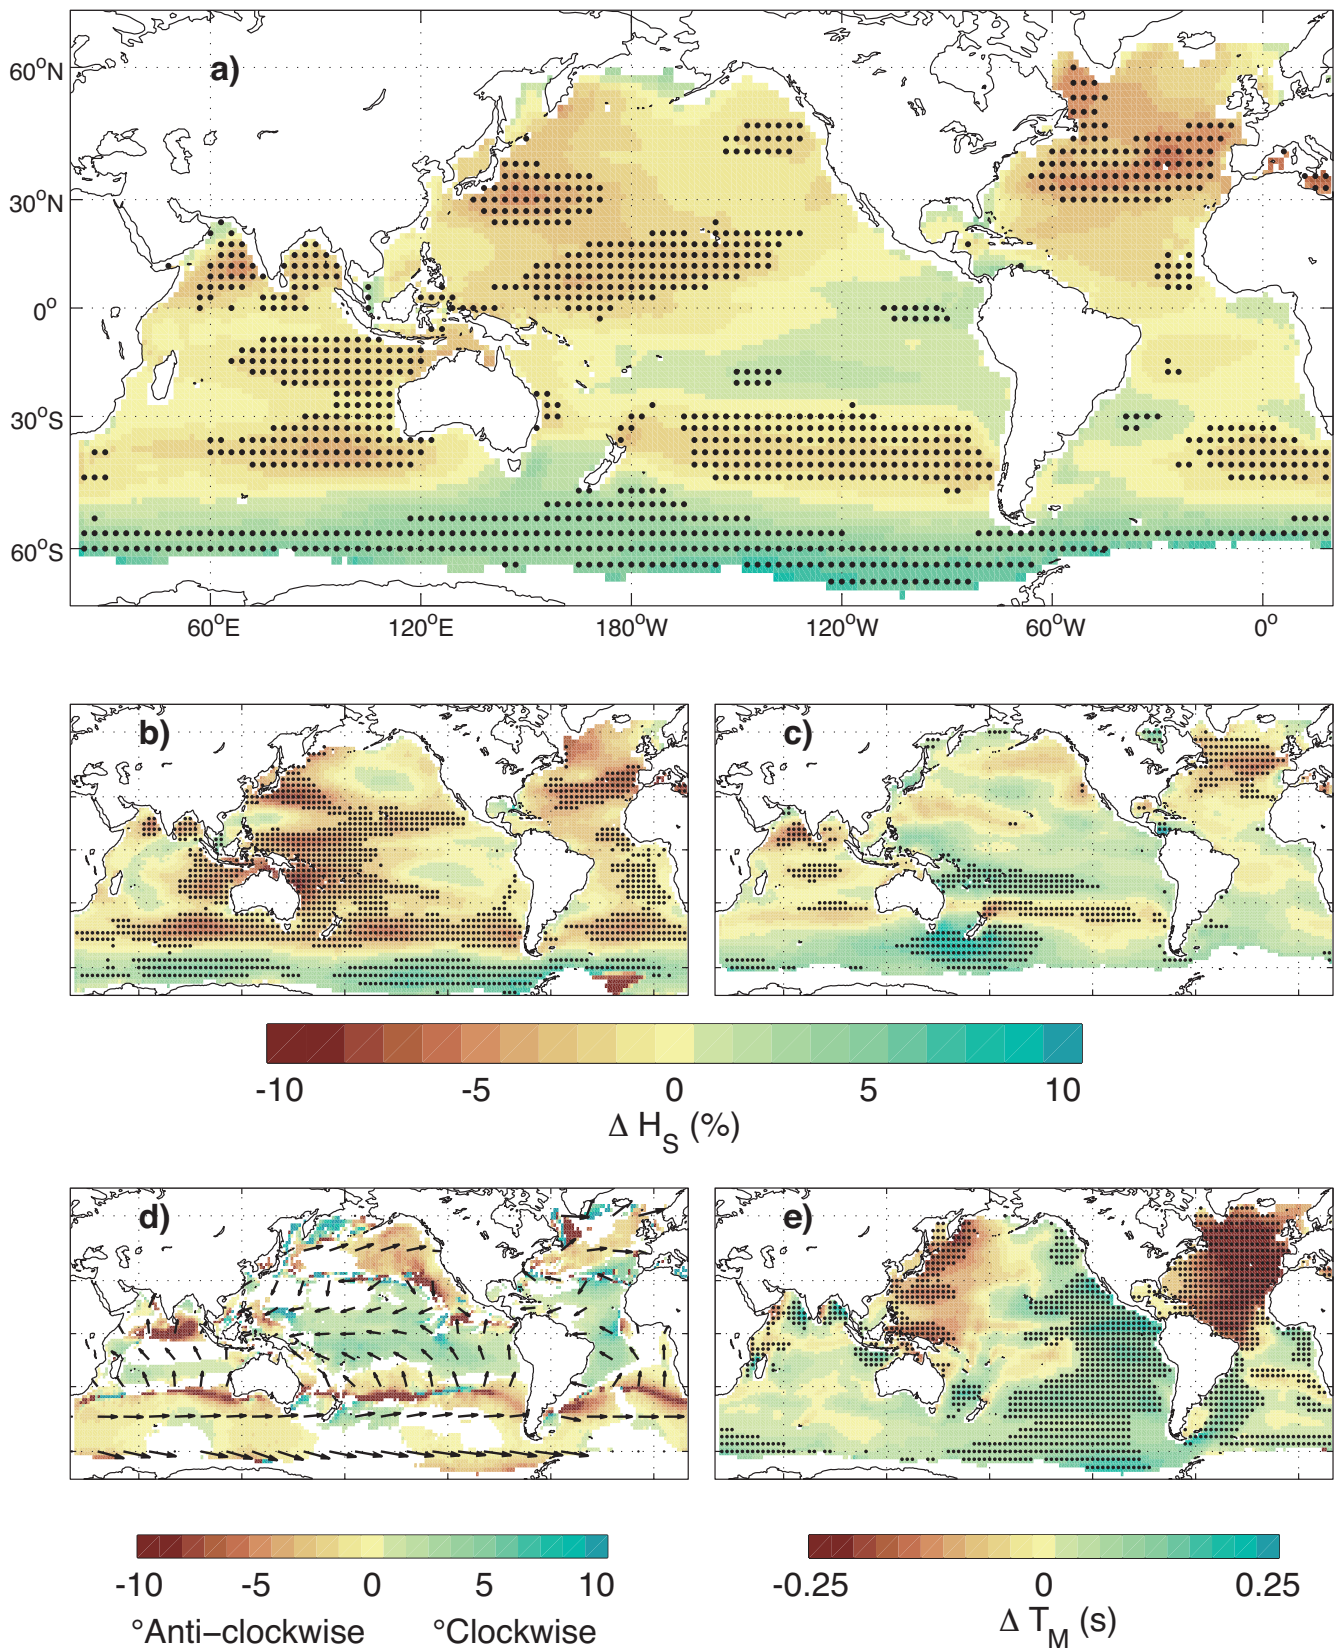 a)
60°N
30°N
0°
30°S
60°S
60°E 120°E 180°W 120°W 60°W 0°
b) c)
-10 -5 0 5 10
Δ H_S (%)
d) e)
-10 -5 0 5 10 -0.25 0 0.25
°Anti-clockwise °Clockwise Δ T_M (s)